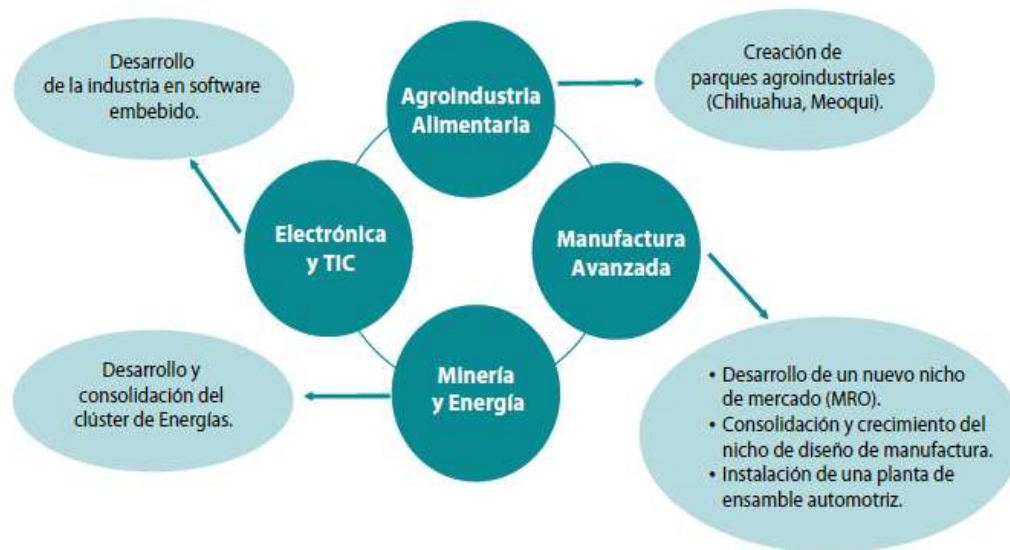 Desarrollo
de la industria en software
embebido.
Agroindustria
Alimentaria
Creación de
parques agroindustriales
(Chihuahua, Meoqui).
Electrónica
y TIC
Manufactura
Avanzada
Desarrollo y
consolidación del
clúster de Energías.
Minería
y Energía
• Desarrollo de un nuevo nicho
de mercado (MRO).
• Consolidación y crecimiento del
nicho de diseño de manufactura.
• Instalación de una planta de
ensamble automotriz.